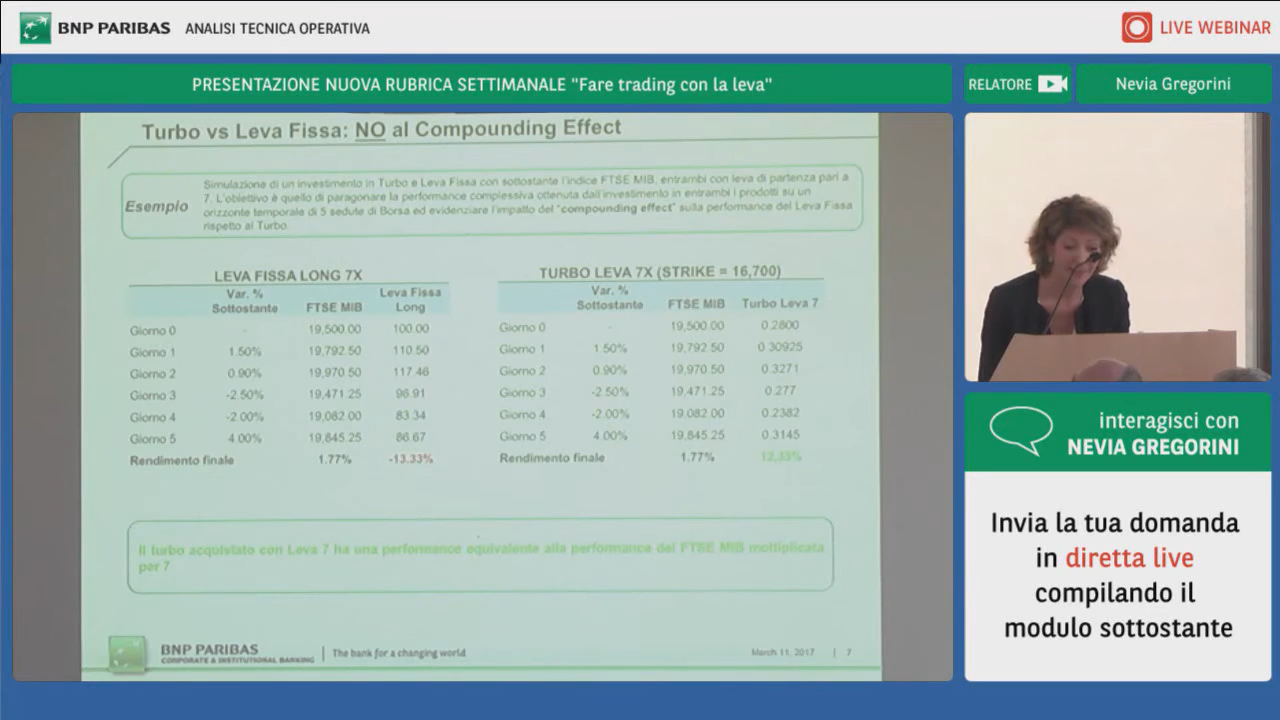 BNP PARIBAS ANALISI TECNICA OPERATIVA
LIVE WEBINAR
PRESENTAZIONE NUOVA RUBRICA SETTIMANALE "Fare trading con la leva"
RELATORE
Nevia Gregorini
Turbo vs Leva Fissa: NO al Compounding Effect
Esempio
Simulazione di un investimento in Turbo e Leva Fissa con sottostante l'indice FTSE MIB, entrambi con leva di partenza pari a
7. L'obiettivo è quello di paragonare la performance complessiva ottenuta dall'investimento in entrambi i prodotti su un
orizzonte temporale di 5 sedute di Borsa ed evidenziare l'impatto del "compounding effect" sulla performance del Leva Fissa
rispetto al Turbo.
LEVA FISSA LONG 7X
Var. % Sottostante FTSE MIB Leva Fissa Long
Giorno 0 - 19,500.00 100.00
Giorno 1 1.50% 19,792.50 110.50
Giorno 2 0.90% 19,970.50 117.46
Giorno 3 -2.50% 19,471.25 96.91
Giorno 4 -2.00% 19,082.00 83.34
Giorno 5 4.00% 19,845.25 86.67
Rendimento finale 1.77% -13.33%
TURBO LEVA 7X (STRIKE = 16,700)
Var. % Sottostante FTSE MIB Turbo Leva 7
Giorno 0 - 19,500.00 0.2800
Giorno 1 1.50% 19,792.50 0.30925
Giorno 2 0.90% 19,970.50 0.3271
Giorno 3 -2.50% 19,471.25 0.277
Giorno 4 -2.00% 19,082.00 0.2382
Giorno 5 4.00% 19,845.25 0.3145
Rendimento finale 1.77% 12.33%
Il turbo acquistato con Leva 7 ha una performance equivalente alla performance del FTSE MIB moltiplicata
per 7
BNP PARIBAS
CORPORATE & INSTITUTIONAL BANKING
The bank for a changing world
March 11, 2017 | 7
interagisci con
NEVIA GREGORINI
Invia la tua domanda
in diretta live
compilando il
modulo sottostante